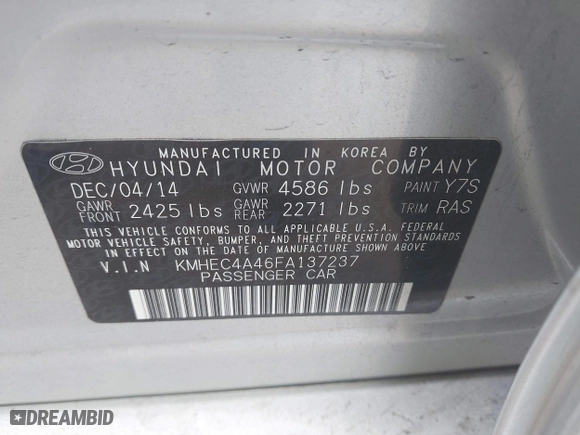 MANUFACTURED IN KOREA BY
HYUNDAI MOTOR COMPANY
DEC/04/14 GVWR 4586 lbs PAINT Y7S
GAWR FRONT 2425 lbs GAWR REAR 2271 lbs TRIM RAS
THIS VEHICLE CONFORMS TO ALL APPLICABLE U.S.A. FEDERAL
MOTOR VEHICLE SAFETY, BUMPER, AND THEFT PREVENTION STANDARDS
IN EFFECT ON THE DATE OF MANUFACTURE SHOWN ABOVE
V.I.N KMHEC4A46FA137237
PASSENGER CAR
DREAMBID